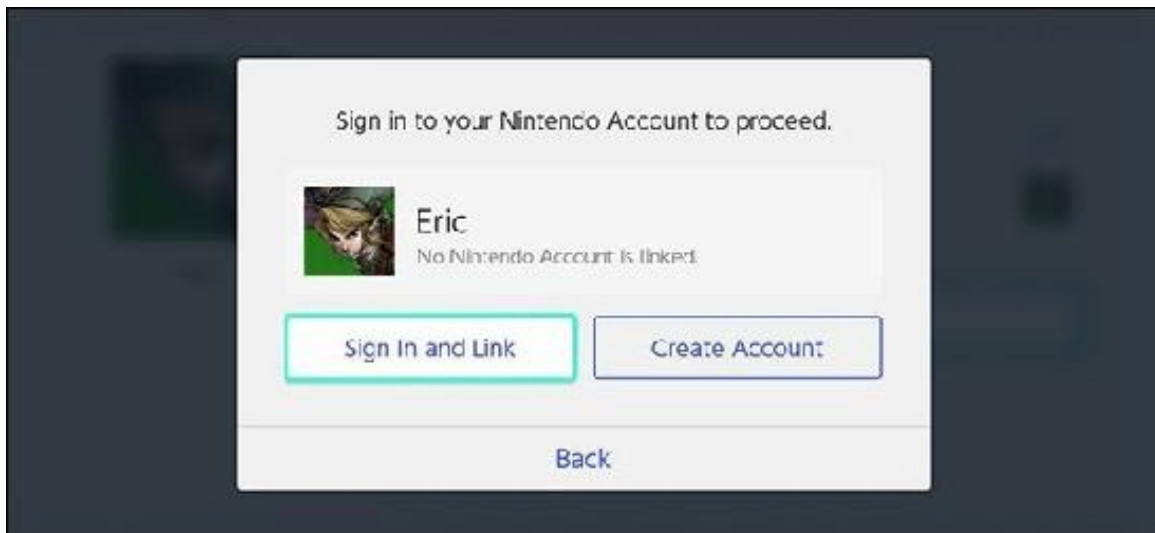 Sign in to your Nintendo Account to proceed.
Eric
No Nintendo Account is linked.
Sign In and Link
Create Account
Back